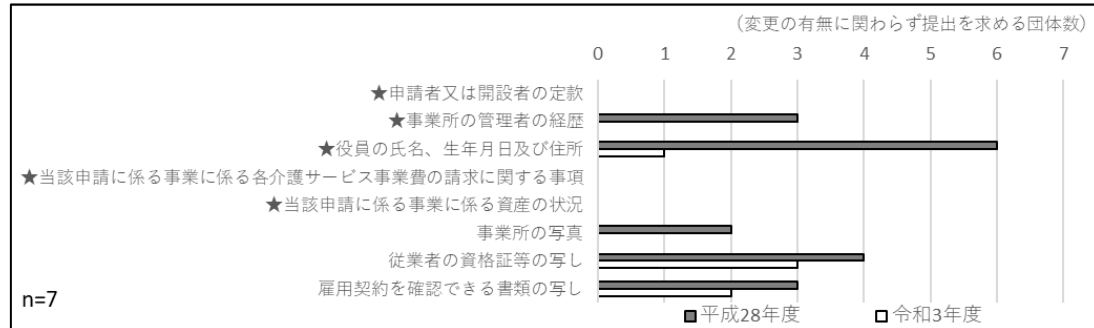 （変更の有無に関わらず提出を求める団体数）
0 1 2 3 4 5 6 7
★申請者又は開設者の定款
★事業所の管理者の経歴
★役員の氏名、生年月日及び住所
★当該申請に係る事業に係る各介護サービス事業費の請求に関する事項
★当該申請に係る事業に係る資産の状況
事業所の写真
従業者の資格証等の写し
雇用契約を確認できる書類の写し
n=7
■平成28年度 □令和3年度